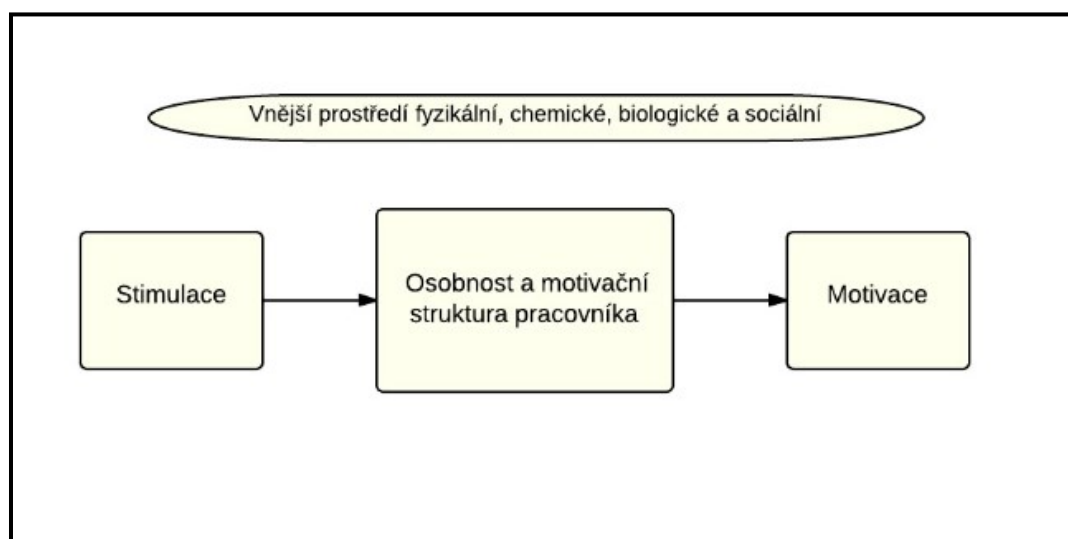 Vnější prostředí fyzikální, chemické, biologické a sociální
Stimulace
Osobnost a motivační
struktura pracovníka
Motivace